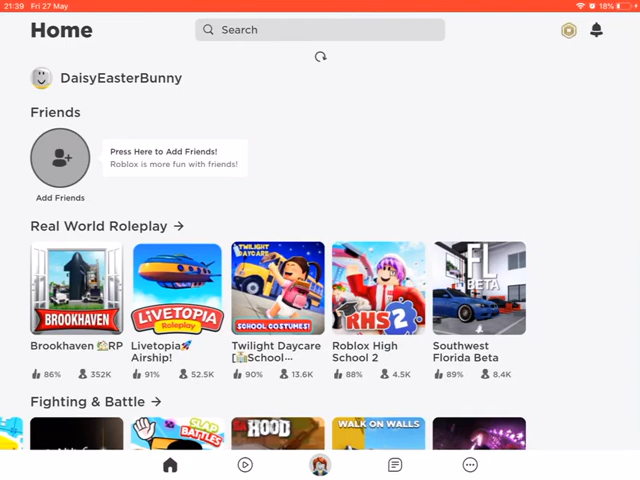 21:39 Fri 27 May 18%
Home
Search
DaisyEasterBunny
Friends
Press Here to Add Friends!
Roblox is more fun with friends!
Add Friends
Real World Roleplay →
BROOKHAVEN
LIVETOPIA
Roleplay
TWILIGHT
DAYCARE
SCHOOL COSTUMES!
RHS2
FL
BETA
Brookhaven 🏡RP
Livetopia🚀
Airship!
Twilight Daycare
[🏫School...
Roblox High
School 2
Southwest
Florida Beta
86% 352K
91% 52.5K
90% 13.6K
88% 4.5K
89% 8.4K
Fighting & Battle →
SLAP
BATTLES
HOOD
WALK ON WALLS